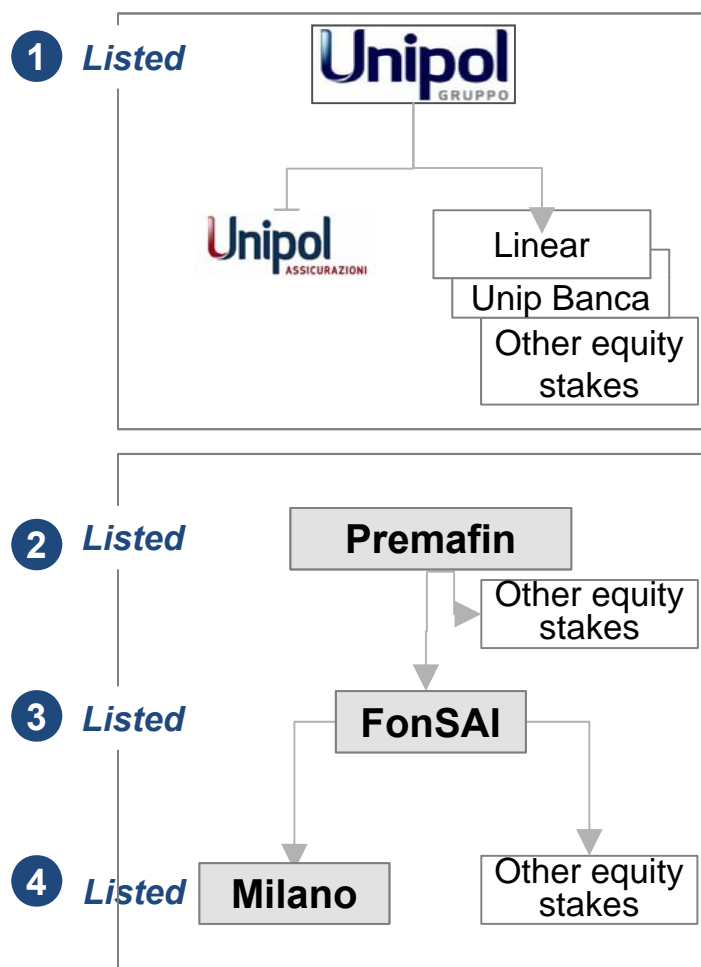 1 Listed
Unipol
GRUPPO
Unipol
ASSICURAZIONI
Linear
Unip Banca
Other equity
stakes
2 Listed
Premafin
Other equity
stakes
3 Listed
FonSAI
4 Listed
Milano
Other equity
stakes